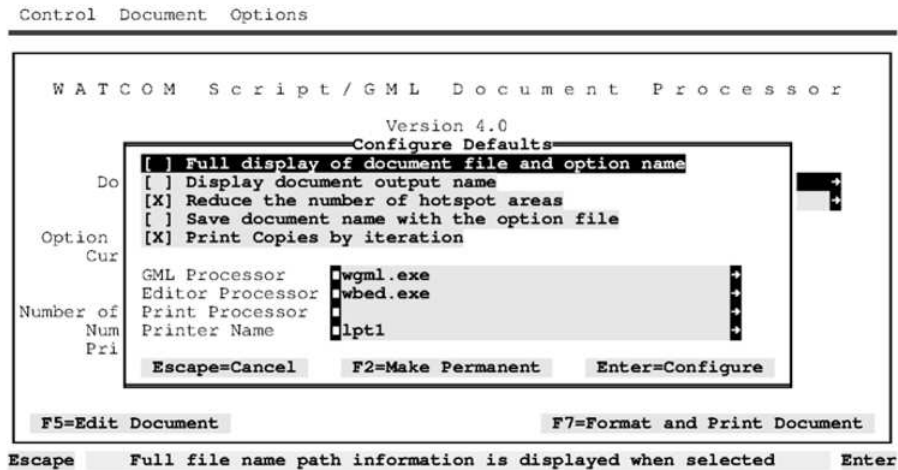 Control Document Options
W A T C O M S c r i p t / G M L D o c u m e n t P r o c e s s o r
Version 4.0
Configure Defaults
[ ] Full display of document file and option name
Do [ ] Display document output name
[X] Reduce the number of hotspot areas
[ ] Save document name with the option file
Option [X] Print Copies by iteration
Cur
GML Processor wgml.exe
Editor Processor wbed.exe
Number of Print Processor
Num Printer Name lpt1
Pri
Escape=Cancel F2=Make Permanent Enter=Configure
F5=Edit Document F7=Format and Print Document
Escape Full file name path information is displayed when selected Enter